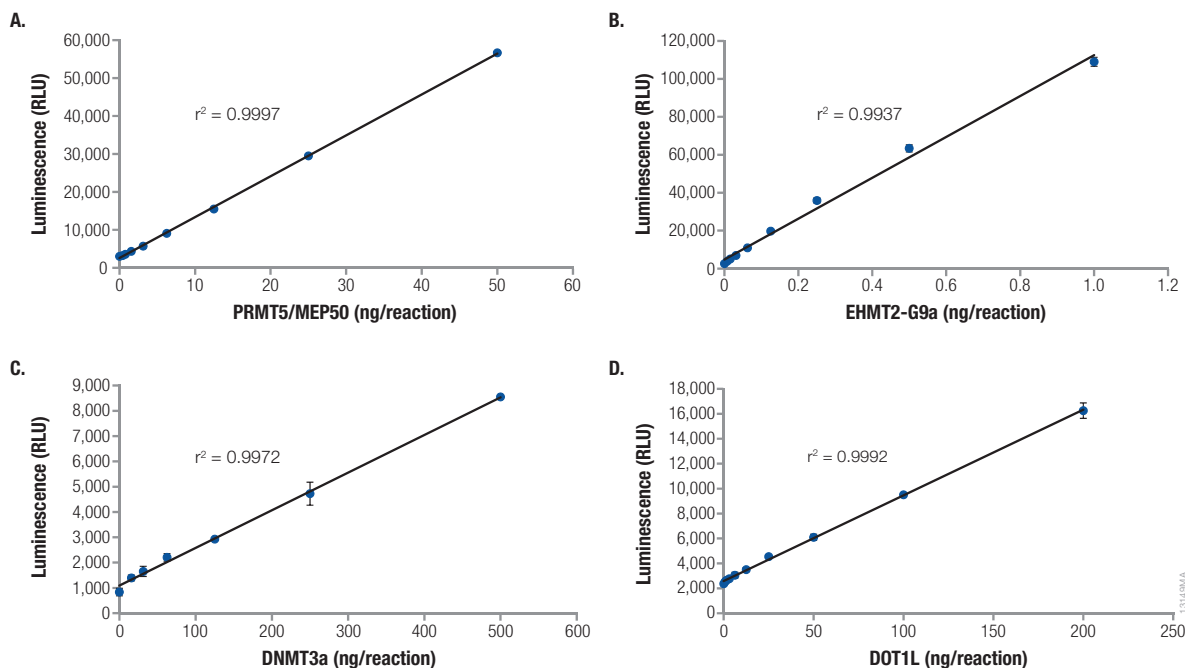 A.
60,000
50,000
40,000
30,000
20,000
10,000
0
Luminescence (RLU)
r² = 0.9997
0 10 20 30 40 50 60
PRMT5/MEP50 (ng/reaction)
B.
120,000
100,000
80,000
60,000
40,000
20,000
0
Luminescence (RLU)
r² = 0.9937
0 0.2 0.4 0.6 0.8 1.0 1.2
EHMT2-G9a (ng/reaction)
C.
9,000
8,000
7,000
6,000
5,000
4,000
3,000
2,000
1,000
0
Luminescence (RLU)
r² = 0.9972
0 100 200 300 400 500 600
DNMT3a (ng/reaction)
D.
18,000
16,000
14,000
12,000
10,000
8,000
6,000
4,000
2,000
0
Luminescence (RLU)
r² = 0.9992
0 50 100 150 200 250
DOT1L (ng/reaction)
13149MA